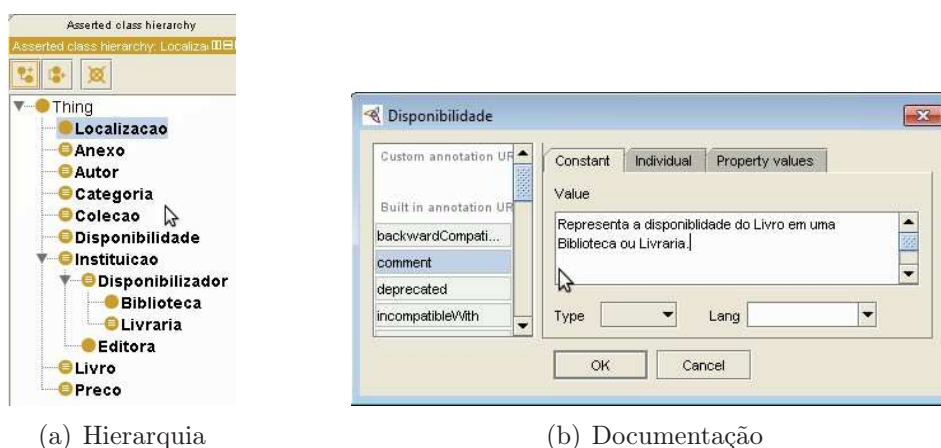 Asserted class hierarchy
Asserted class hierarchy: Localiza
Thing
Localizacao
Anexo
Autor
Categoria
Colecao
Disponibilidade
Instituicao
Disponibilizador
Biblioteca
Livraria
Editora
Livro
Preco
(a) Hierarquia
Disponibilidade
Custom annotation UR
Built in annotation UR
backwardCompati...
comment
deprecated
incompatibleWith
Constant Individual Property values
Value
Representa a disponiblidade do Livro em uma
Biblioteca ou Livraria.
Type Lang
OK Cancel
(b) Documentação